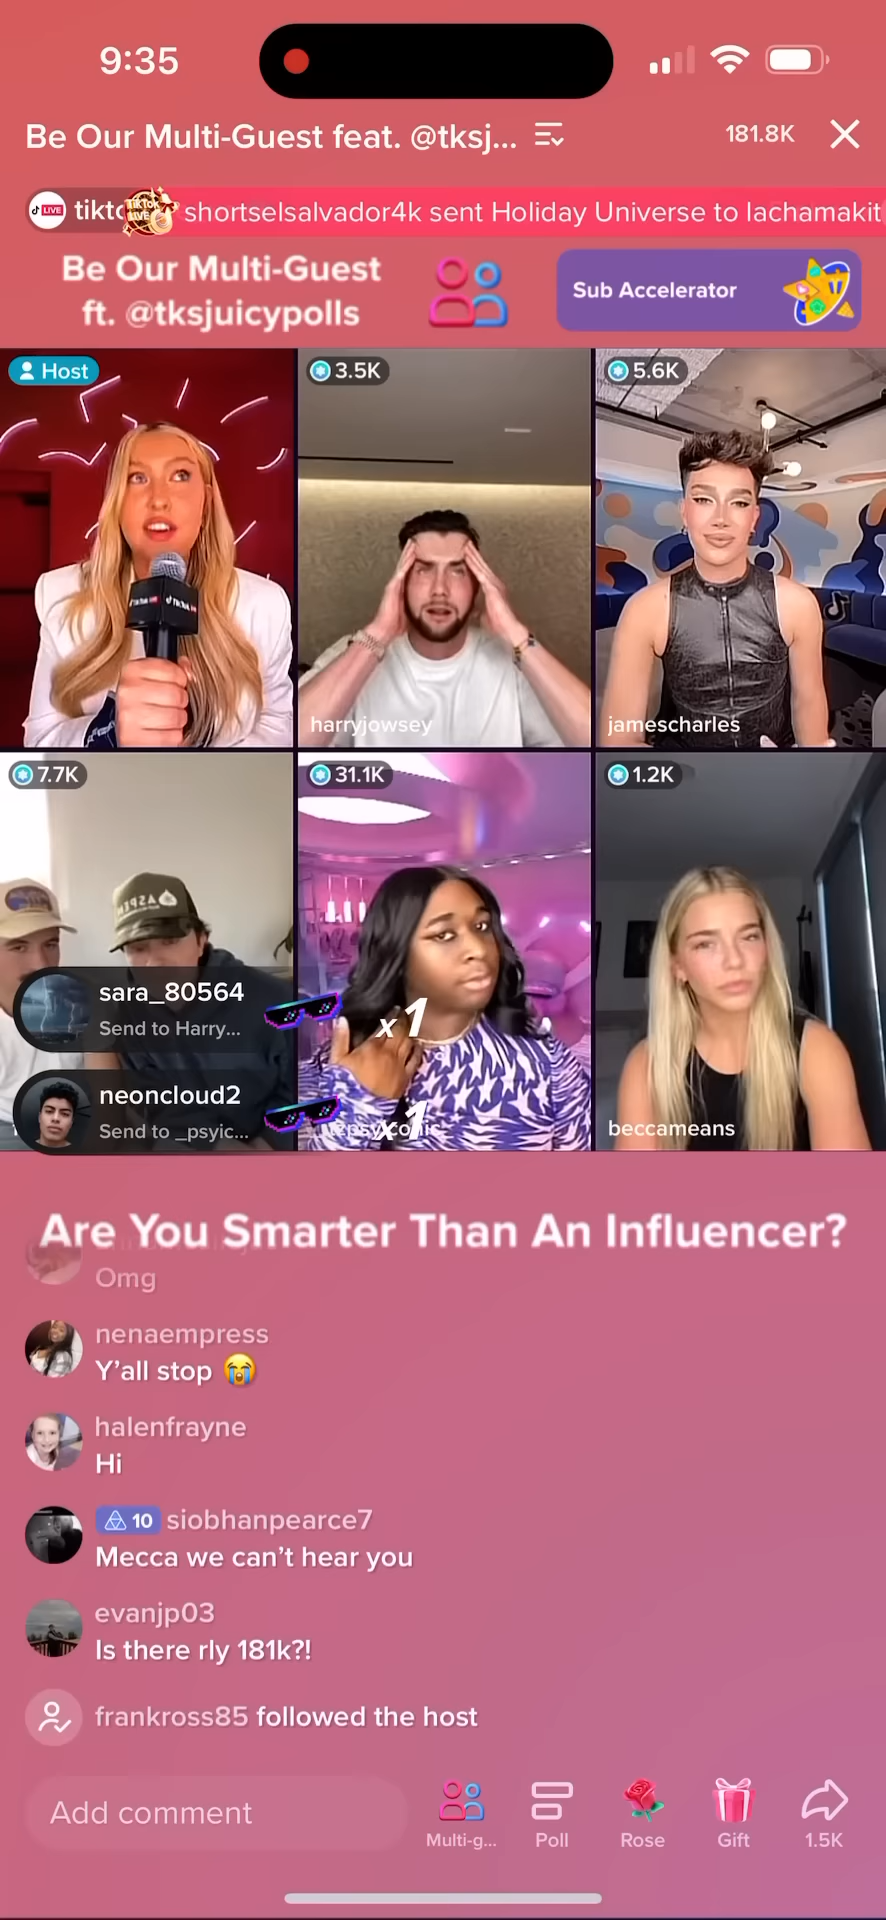 9:35
Be Our Multi-Guest feat. @tksj...
181.8K
LIVE
tikto
TikTok LIVE
shortselsalvador4k sent Holiday Universe to lachamakit
Be Our Multi-Guest
ft. @tksjuicypolls
Sub Accelerator
Host
3.5K
5.6K
harryjowsey
jamescharles
7.7K
31.1K
1.2K
sara_80564
Send to Harry...
x1
neoncloud2
Send to _psyic...
x1
beccameans
Are You Smarter Than An Influencer?
Omg
nenaempress
Y'all stop 😭
halenfrayne
Hi
10 siobhanpearce7
Mecca we can't hear you
evanjp03
Is there rly 181k?!
frankross85 followed the host
Add comment
Multi-g...
Poll
Rose
Gift
1.5K